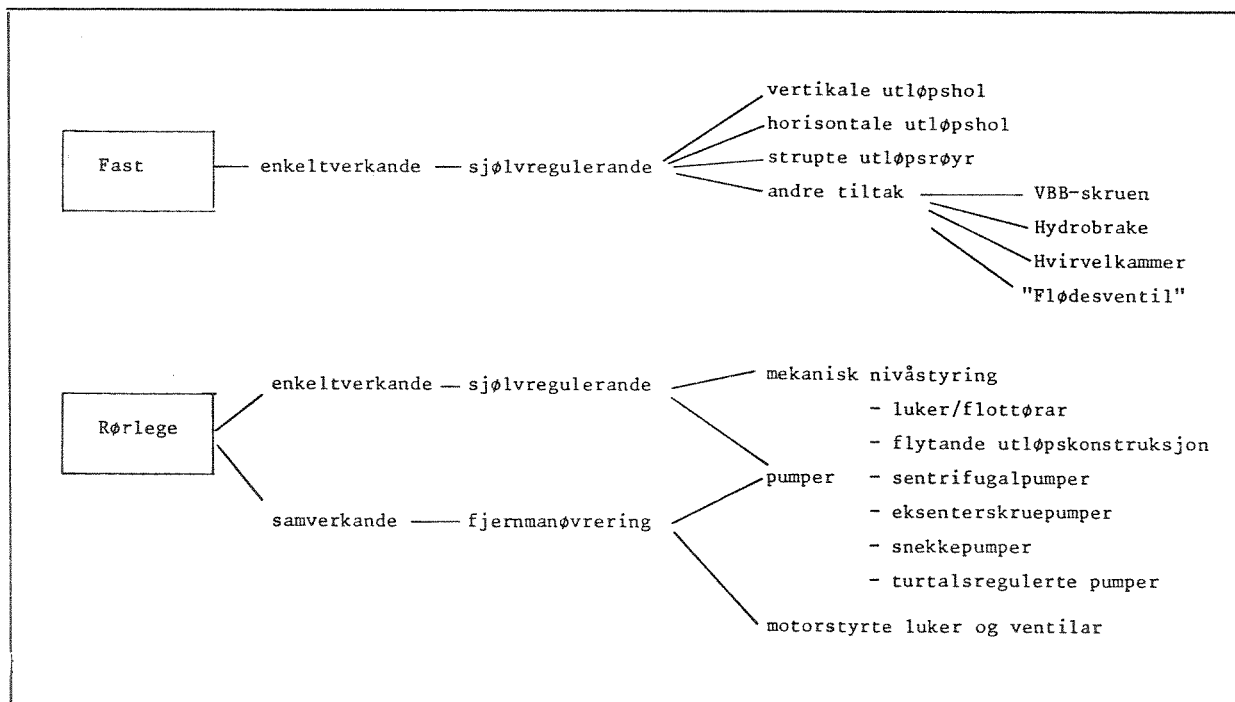 vertikale utløpshol
horisontale utløpshol
Fast enkeltverkande sjølvregulerande strupte utløpsrøyr
andre tiltak VBB-skruen
Hydrobrake
Hvirvelkammer
"Flødesventil"
enkeltverkande sjølvregulerande mekanisk nivåstyring
- luker/flottørar
Rørlege
- flytande utløpskonstruksjon
pumper - sentrifugalpumper
samverkande fjernmanøvrering - eksenterskruepumper
- snekkepumper
- turtalsregulerte pumper
motorstyrte luker og ventilar